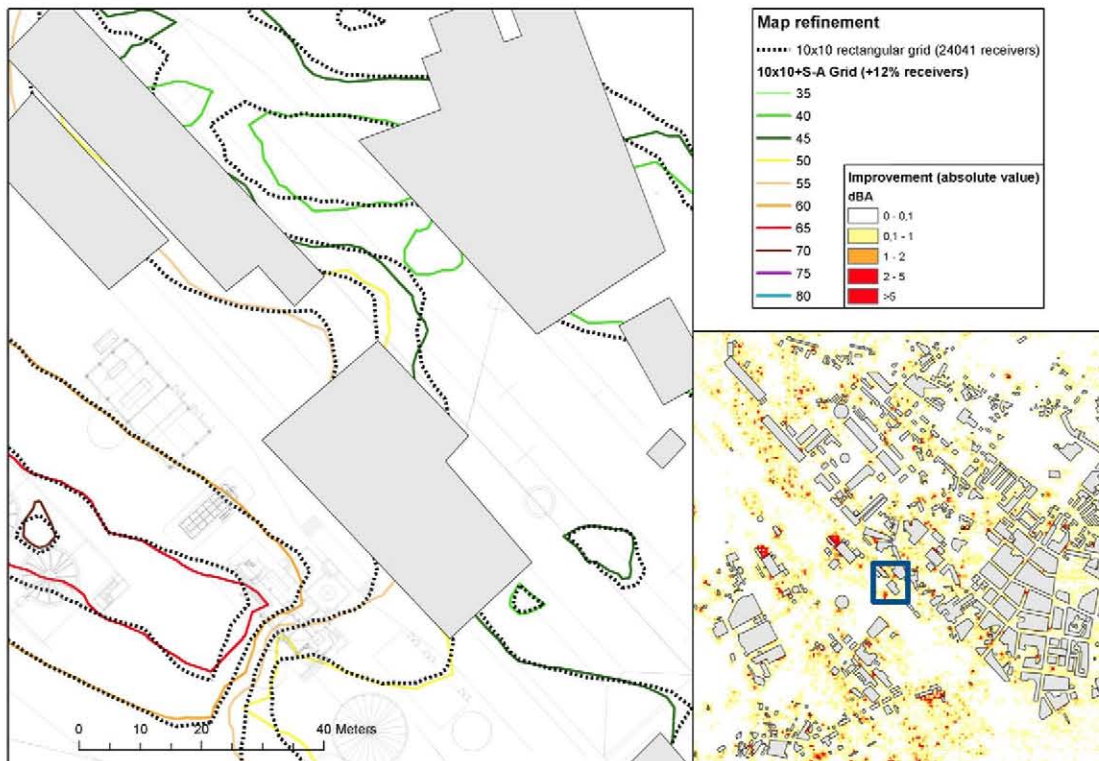 Map refinement
10x10 rectangular grid (24041 receivers)
10x10+S-A Grid (+12% receivers)
35
40
45
50
55
60
65
70
75
80
Improvement (absolute value)
dBA
0 - 0,1
0,1 - 1
1 - 2
2 - 5
>5
0 10 20 40 Meters